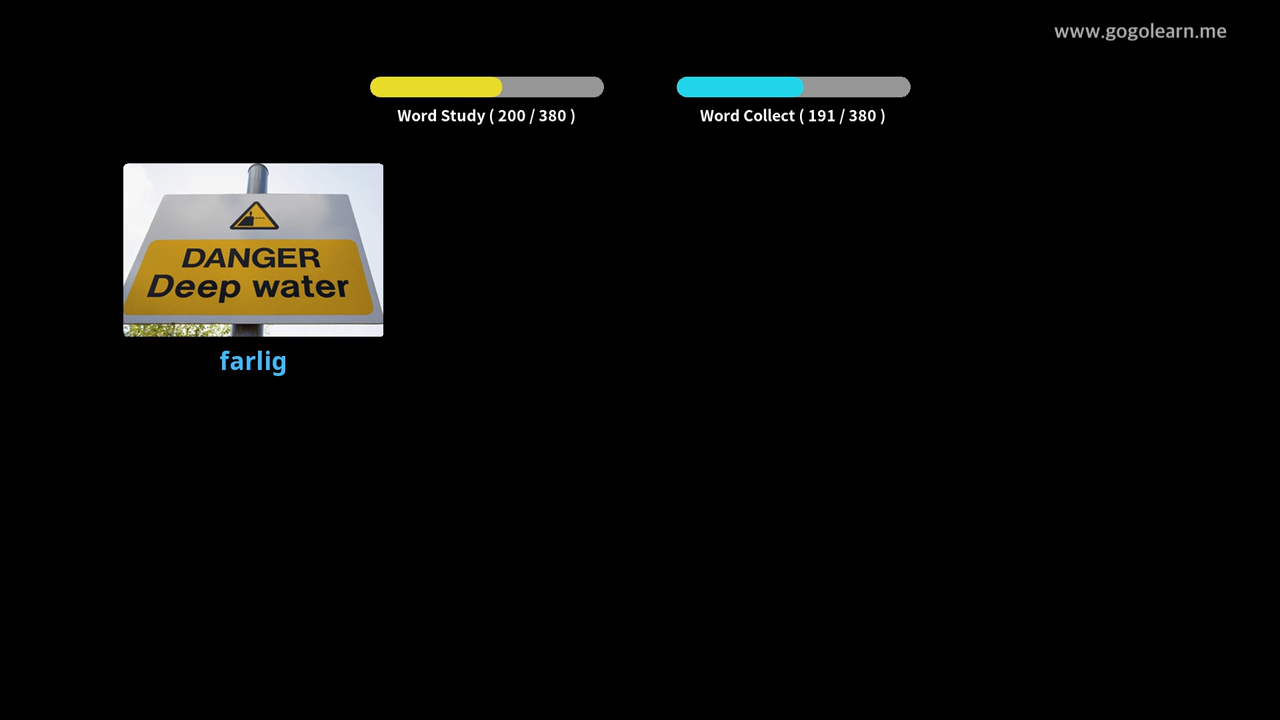 www.gogolearn.me
Word Study ( 200 / 380 )
Word Collect ( 191 / 380 )
DANGER
Deep water
farlig